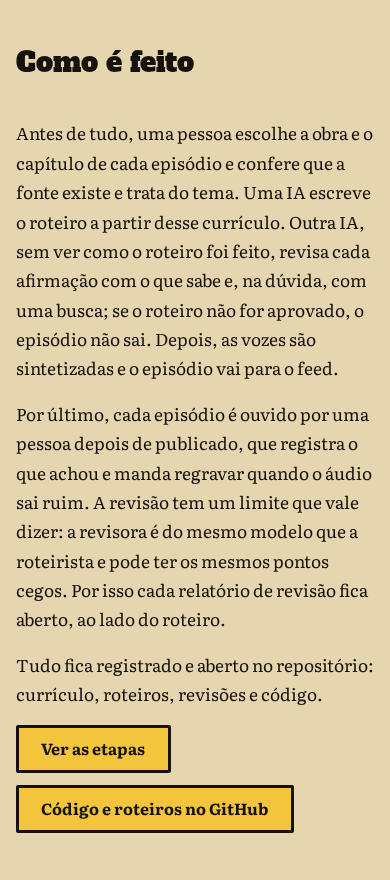 Como é feito
Antes de tudo, uma pessoa escolhe a obra e o
capítulo de cada episódio e confere que a
fonte existe e trata do tema. Uma IA escreve
o roteiro a partir desse currículo. Outra IA,
sem ver como o roteiro foi feito, revisa cada
afirmação com o que sabe e, na dúvida, com
uma busca; se o roteiro não for aprovado, o
episódio não sai. Depois, as vozes são
sintetizadas e o episódio vai para o feed.
Por último, cada episódio é ouvido por uma
pessoa depois de publicado, que registra o
que achou e manda regravar quando o áudio
sai ruim. A revisão tem um limite que vale
dizer: a revisora é do mesmo modelo que a
roteirista e pode ter os mesmos pontos
cegos. Por isso cada relatório de revisão fica
aberto, ao lado do roteiro.
Tudo fica registrado e aberto no repositório:
currículo, roteiros, revisões e código.
Ver as etapas
Código e roteiros no GitHub